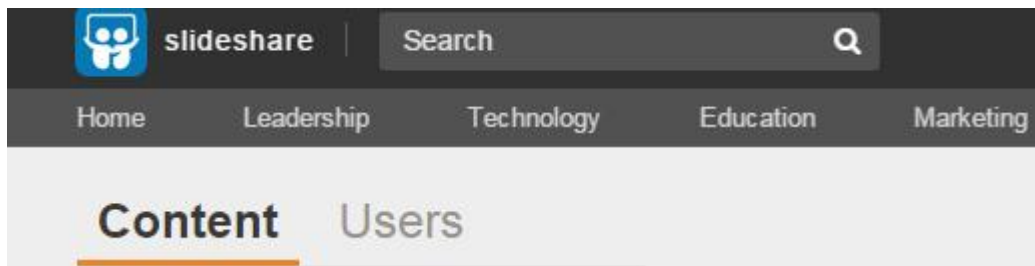 slideshare Search
Home Leadership Technology Education Marketing
Content Users